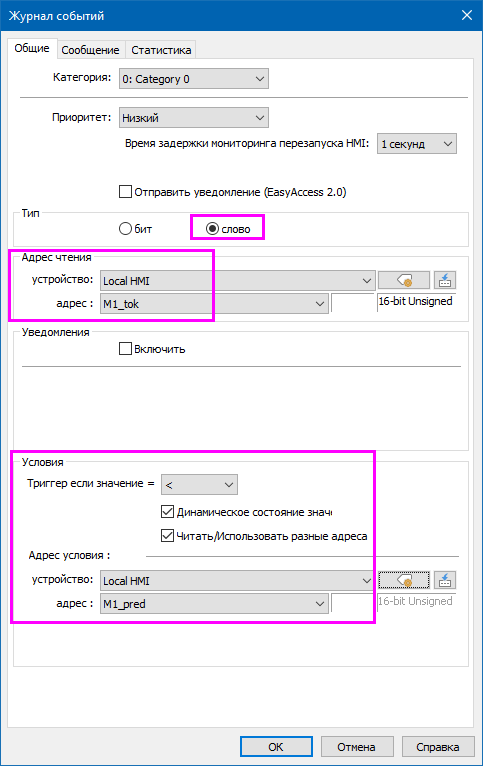 Журнал событий
Общие Сообщение Статистика
Категория: 0: Category 0
Приоритет: Низкий
Время задержки мониторинга перезапуска HMI: 1 секунд
Отправить уведомление (EasyAccess 2.0)
Тип
бит слово
Адрес чтения
устройство: Local HMI
адрес : M1_tok 16-bit Unsigned
Уведомления
Включить
Условия
Триггер если значение = <
Динамическое состояние знач
Читать/Использовать разные адреса
Адрес условия :
устройство: Local HMI
адрес : M1_pred 16-bit Unsigned
OK Отмена Справка